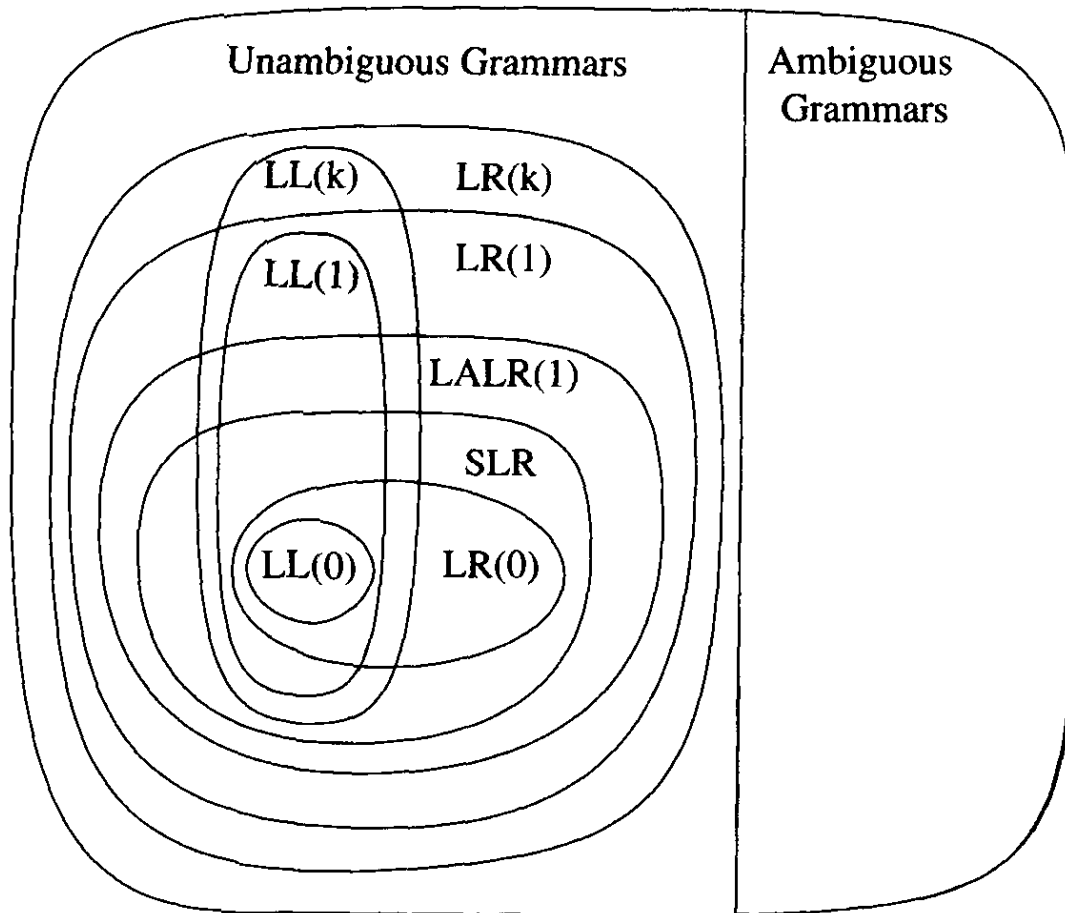 Unambiguous Grammars
Ambiguous
Grammars
LL(k)
LR(k)
LL(1)
LR(1)
LALR(1)
SLR
LL(0)
LR(0)